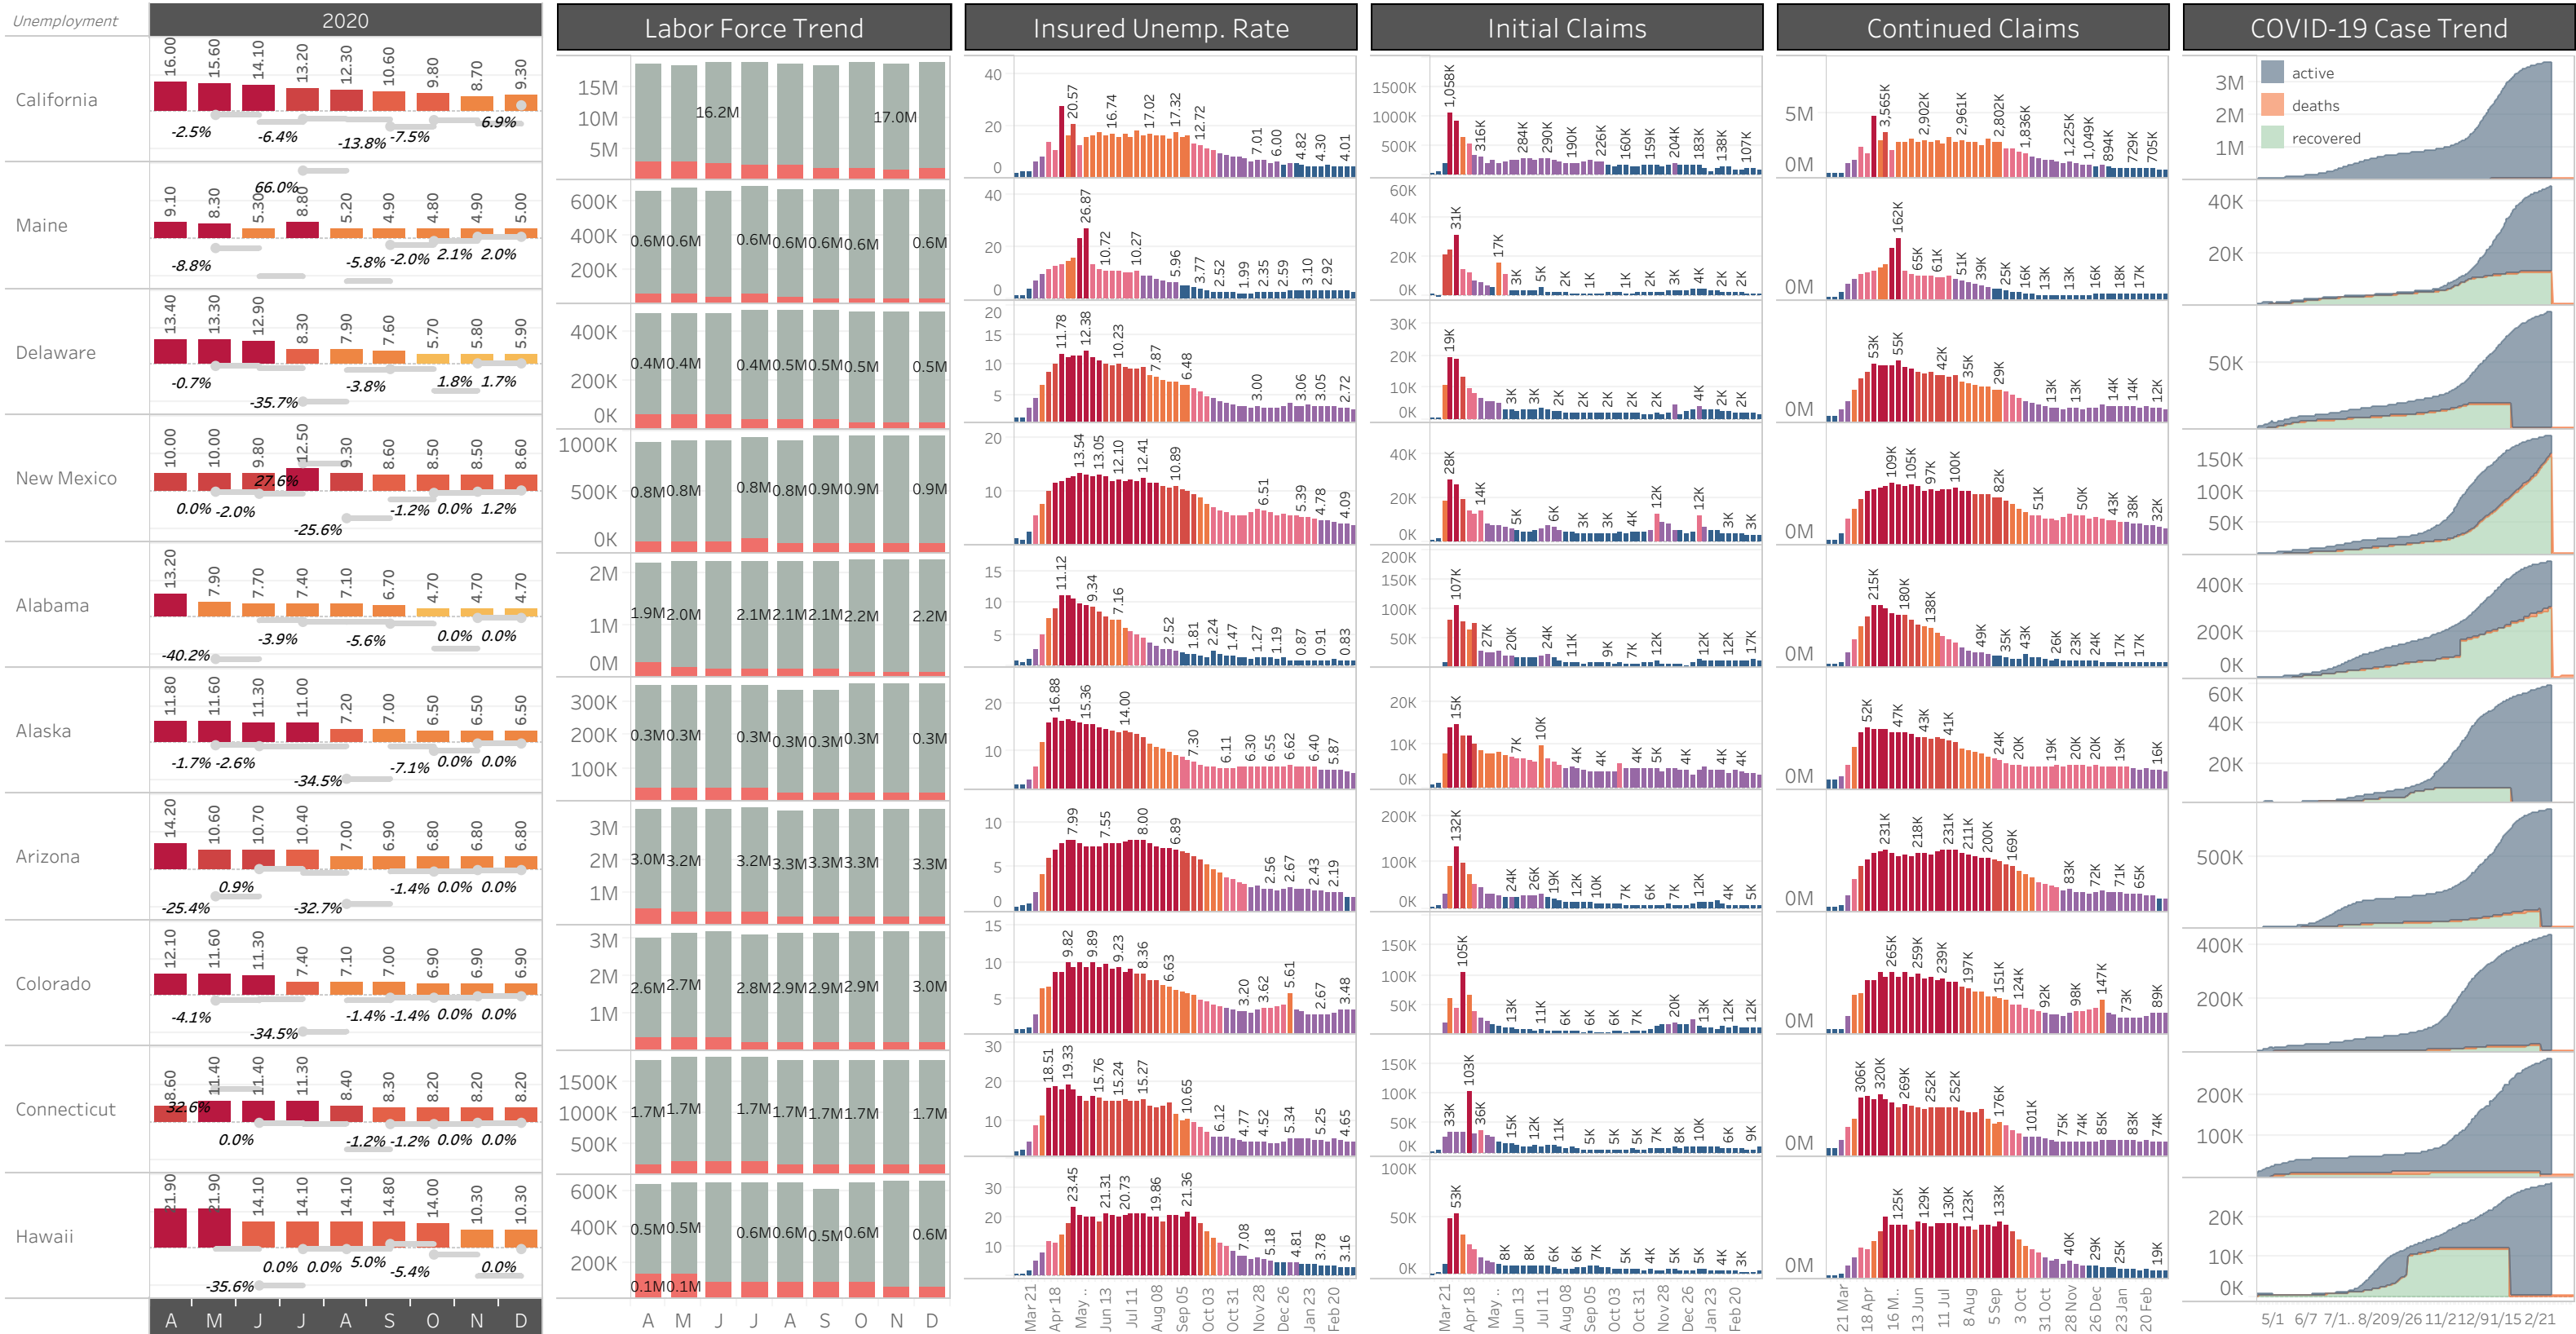 Unemployment
2020
Labor Force Trend
Insured Unemp. Rate
Initial Claims
Continued Claims
COVID-19 Case Trend
California
16.00 15.60 14.10 13.20 12.30 10.60 9.80 8.70 9.30
-2.5% -6.4% -13.8% -7.5% 6.9%
15M 10M 5M
16.2M 17.0M
40 20 0
20.57 16.74 17.02 17.32 12.72 7.01 6.00 4.82 4.30 4.01
1500K 1000K 500K 0K
1,058K 316K 284K 290K 190K 226K 160K 159K 204K 183K 138K 107K
5M 0M
3,565K 2,902K 2,961K 2,802K 1,836K 1,225K 1,049K 894K 729K 705K
3M 2M 1M
active
deaths
recovered
Maine
9.10 8.30 5.30 8.80 5.20 4.90 4.80 4.90 5.00
-8.8% 66.0% -5.8% -2.0% 2.1% 2.0%
600K 400K 200K
0.6M 0.6M 0.6M 0.6M 0.6M 0.6M 0.6M
40 20 0
26.87 10.72 10.27 5.96 3.77 2.52 1.99 2.35 2.59 3.10 2.92
60K 40K 20K 0K
31K 17K 3K 5K 2K 1K 1K 2K 3K 4K 2K 2K
0M
162K 65K 61K 51K 39K 25K 16K 13K 13K 16K 18K 17K
40K 20K
Delaware
13.40 13.30 12.90 8.30 7.90 7.60 5.70 5.80 5.90
-0.7% -35.7% -3.8% 1.8% 1.7%
400K 200K 0K
0.4M 0.4M 0.4M 0.5M 0.5M 0.5M 0.5M
20 15 10 5
11.78 12.38 10.23 7.87 6.48 3.00 3.06 3.05 2.72
30K 20K 10K 0K
19K 3K 3K 2K 2K 2K 2K 2K 4K 2K 2K
0M
53K 55K 42K 35K 29K 13K 13K 14K 14K 12K
50K
New Mexico
10.00 10.00 9.80 12.50 9.30 8.60 8.50 8.50 8.60
0.0% -2.0% 27.6% -25.6% -1.2% 0.0% 1.2%
1000K 500K 0K
0.8M 0.8M 0.8M 0.8M 0.9M 0.9M 0.9M
20 10
13.54 13.05 12.10 12.41 10.89 6.51 5.39 4.78 4.09
40K 20K 0K
28K 14K 5K 6K 3K 3K 4K 12K 12K 3K 3K
0M
109K 105K 97K 100K 82K 51K 50K 43K 38K 32K
150K 100K 50K
Alabama
13.20 7.90 7.70 7.40 7.10 6.70 4.70 4.70 4.70
-40.2% -3.9% -5.6% 0.0% 0.0%
2M 1M 0M
1.9M 2.0M 2.1M 2.1M 2.1M 2.2M 2.2M
15 10 5
11.12 9.34 7.16 2.52 1.81 2.24 1.47 1.27 1.19 0.87 0.91 0.83
200K 150K 100K 50K 0K
107K 27K 20K 24K 11K 9K 7K 12K 12K 12K 17K
0M
215K 180K 138K 49K 35K 43K 26K 23K 24K 17K 17K
400K 200K 0K
Alaska
11.80 11.60 11.30 11.00 7.20 7.00 6.50 6.50 6.50
-1.7% -2.6% -34.5% -7.1% 0.0% 0.0%
300K 200K 100K
0.3M 0.3M 0.3M 0.3M 0.3M 0.3M 0.3M
20 10 0
16.88 15.36 14.00 7.30 6.11 6.30 6.55 6.62 6.40 5.87
20K 10K 0K
15K 7K 10K 4K 4K 4K 5K 4K 4K 4K
0M
52K 47K 43K 41K 24K 20K 19K 20K 20K 19K 16K
60K 40K 20K
Arizona
14.20 10.60 10.70 10.40 7.00 6.90 6.80 6.80 6.80
-25.4% 0.9% -32.7% -1.4% 0.0% 0.0%
3M 2M 1M
3.0M 3.2M 3.2M 3.3M 3.3M 3.3M 3.3M
10 5 0
7.99 7.55 8.00 6.89 2.56 2.67 2.43 2.19
200K 100K 0K
132K 24K 26K 19K 12K 10K 7K 6K 7K 12K 4K 5K
0M
231K 218K 231K 211K 200K 169K 83K 72K 71K 65K
500K
Colorado
12.10 11.60 11.30 7.40 7.10 7.00 6.90 6.90 6.90
-4.1% -34.5% -1.4% -1.4% 0.0% 0.0%
3M 2M 1M
2.6M 2.7M 2.8M 2.9M 2.9M 2.9M 3.0M
15 10 5
9.82 9.89 9.23 8.36 6.63 3.20 3.62 5.61 2.67 3.48
150K 100K 50K
105K 13K 11K 6K 6K 6K 7K 20K 13K 12K 12K
0M
265K 259K 239K 197K 151K 124K 92K 98K 147K 73K 89K
400K 200K
Connecticut
8.60 11.40 11.40 11.30 8.40 8.30 8.20 8.20 8.20
32.6% 0.0% -1.2% -1.2% 0.0% 0.0%
1500K 1000K 500K
1.7M 1.7M 1.7M 1.7M 1.7M 1.7M 1.7M
30 20 10
18.51 19.33 15.76 15.24 15.27 10.65 6.12 4.77 4.52 5.34 5.25 4.65
150K 100K 50K 0K
33K 103K 36K 15K 12K 11K 5K 5K 5K 7K 8K 10K 6K 9K
0M
306K 320K 269K 252K 252K 176K 101K 75K 74K 85K 83K 74K
200K 100K
Hawaii
21.90 21.90 14.10 14.10 14.10 14.80 14.00 10.30 10.30
-35.6% 0.0% 0.0% 5.0% -5.4% 0.0%
600K 400K 200K
0.5M 0.5M 0.6M 0.6M 0.5M 0.6M 0.6M
0.1M 0.1M
30 20 10
23.45 21.31 20.73 19.86 21.36 7.08 5.18 4.81 3.78 3.16
100K 50K 0K
53K 8K 8K 6K 6K 7K 5K 4K 5K 5K 4K 3K
0M
125K 129K 130K 123K 133K 40K 29K 25K 19K
20K 10K 0K
A M J J A S O N D
A M J J A S O N D
Mar 21 Apr 18 May .. Jun 13 Jul 11 Aug 08 Sep 05 Oct 03 Oct 31 Nov 28 Dec 26 Jan 23 Feb 20
Mar 21 Apr 18 May .. Jun 13 Jul 11 Aug 08 Sep 05 Oct 03 Oct 31 Nov 28 Dec 26 Jan 23 Feb 20
21 Mar 18 Apr 16 M.. 13 Jun 11 Jul 8 Aug 5 Sep 3 Oct 31 Oct 28 Nov 26 Dec 23 Jan 20 Feb
5/1 6/7 7/1.. 8/20 9/26 11/2 12/9 1/15 2/21